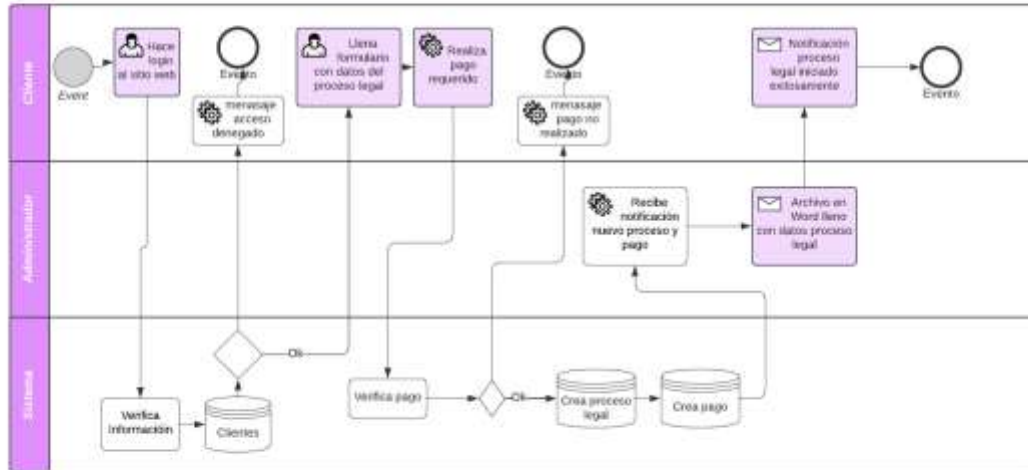 Cliente
Event
Hace
login
al sitio web
Evento
menasaje
acceso
denegado
Llena
formulario
con datos del
proceso legal
Realiza
pago
requerido
Evento
menasaje
pago no
realizado
Notificación
proceso
legal iniciado
exitosamente
Evento
Administrador
Recibe
notificación
nuevo proceso y
pago
Archivo en
Word lleno
con datos proceso
legal
Sistema
Verifica
información
Clientes
Ok
Verifica pago
Ok
Crea proceso
legal
Crea pago